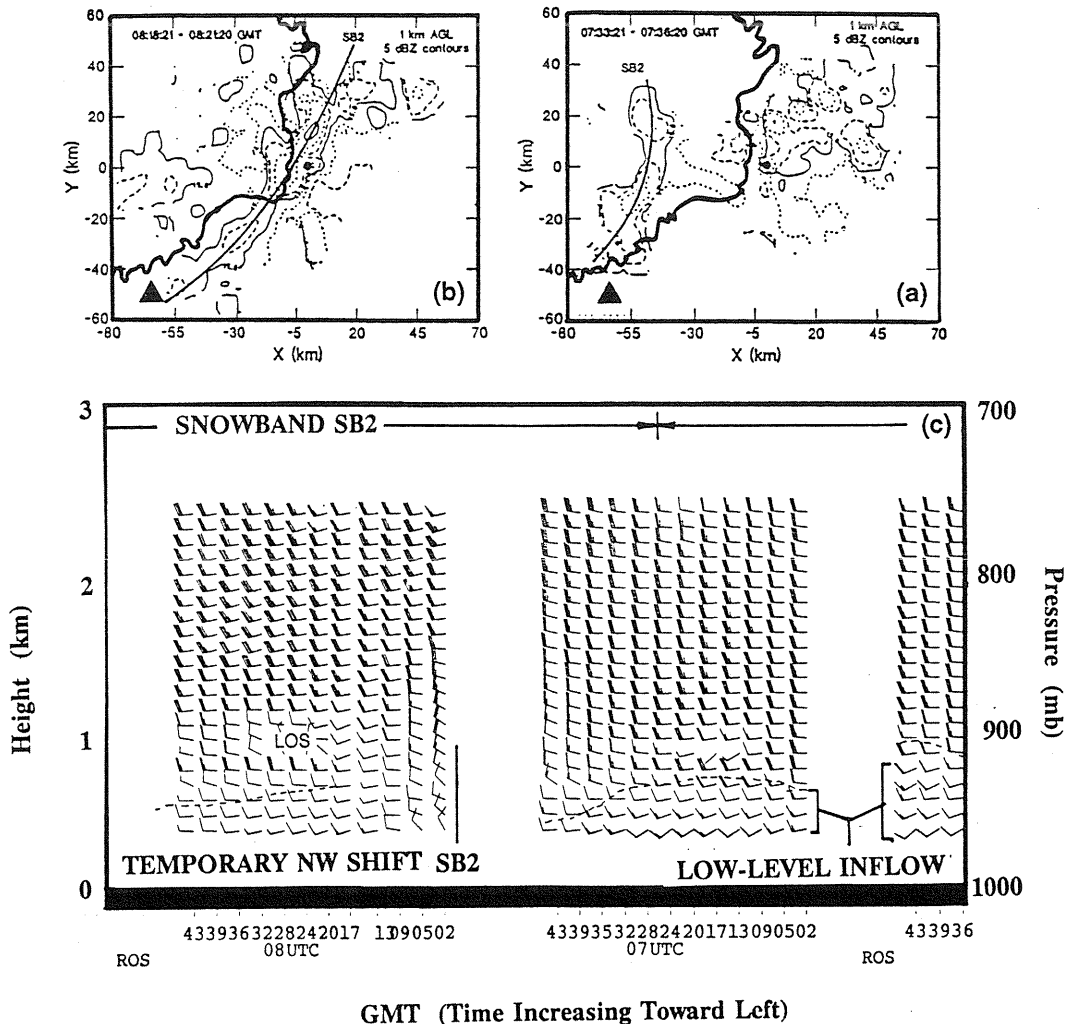 08:18:21 - 08:21:20 GMT
1 km AGL
5 dBZ contours
SB2
60
40
20
0
-20
-40
-60
Y (km)
-80
-55
-30
-5
20
45
70
X (km)
(b)
07:33:21 - 07:36:20 GMT
1 km AGL
5 dBZ contours
SB2
60
40
20
0
-20
-40
-60
Y (km)
-80
-55
-30
-5
20
45
70
X (km)
(a)
3
2
1
0
Height (km)
SNOWBAND SB2
(c)
700
800
900
1000
Pressure (mb)
LOS
TEMPORARY NW SHIFT SB2
LOW-LEVEL INFLOW
4339363228242017 13090502
08UTC
ROS
433935322824201713090502
07UTC
ROS
433936
GMT (Time Increasing Toward Left)